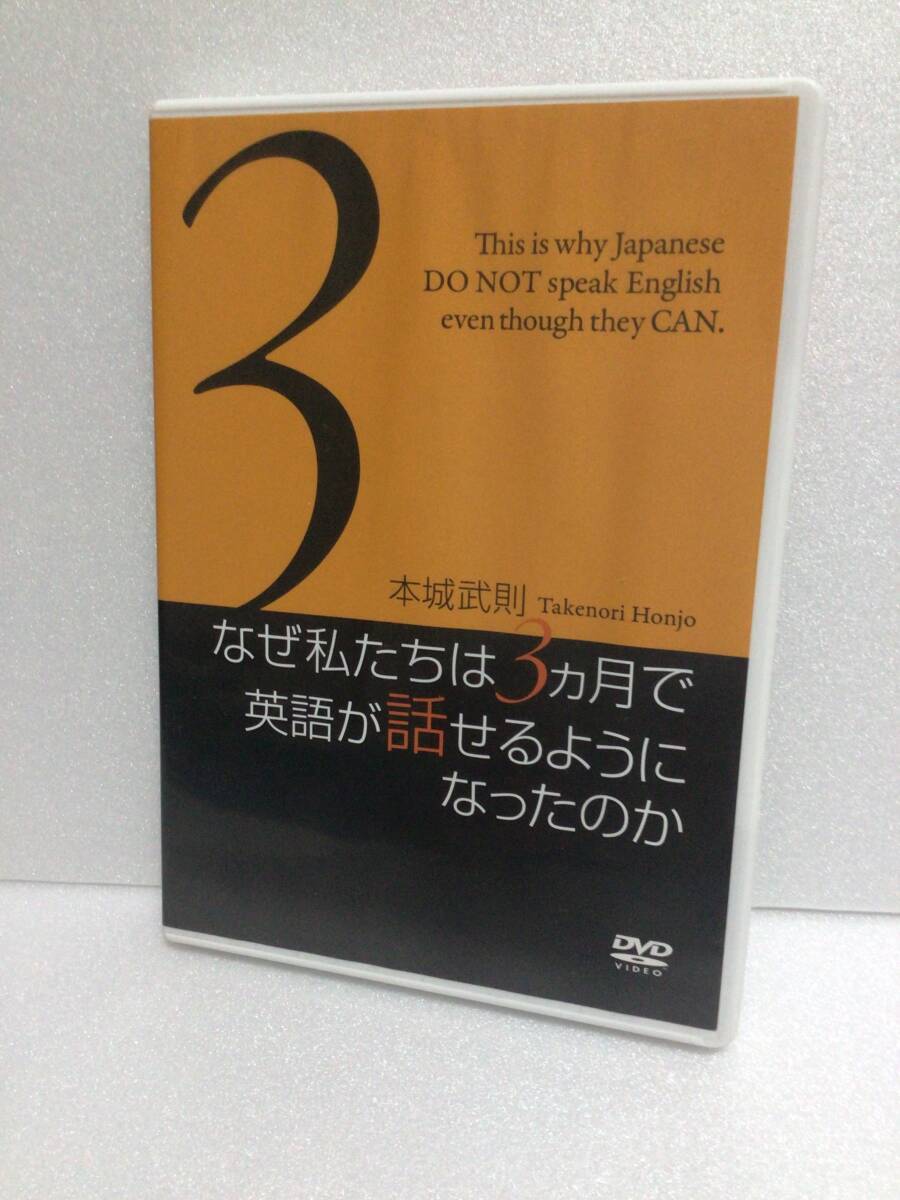 3
This is why Japanese
DO NOT speak English
even though they CAN.
本城武則 Takenori Honjo
なぜ私たちは3ヵ月で
英語が話せるように
なったのか
DVD
VIDEO